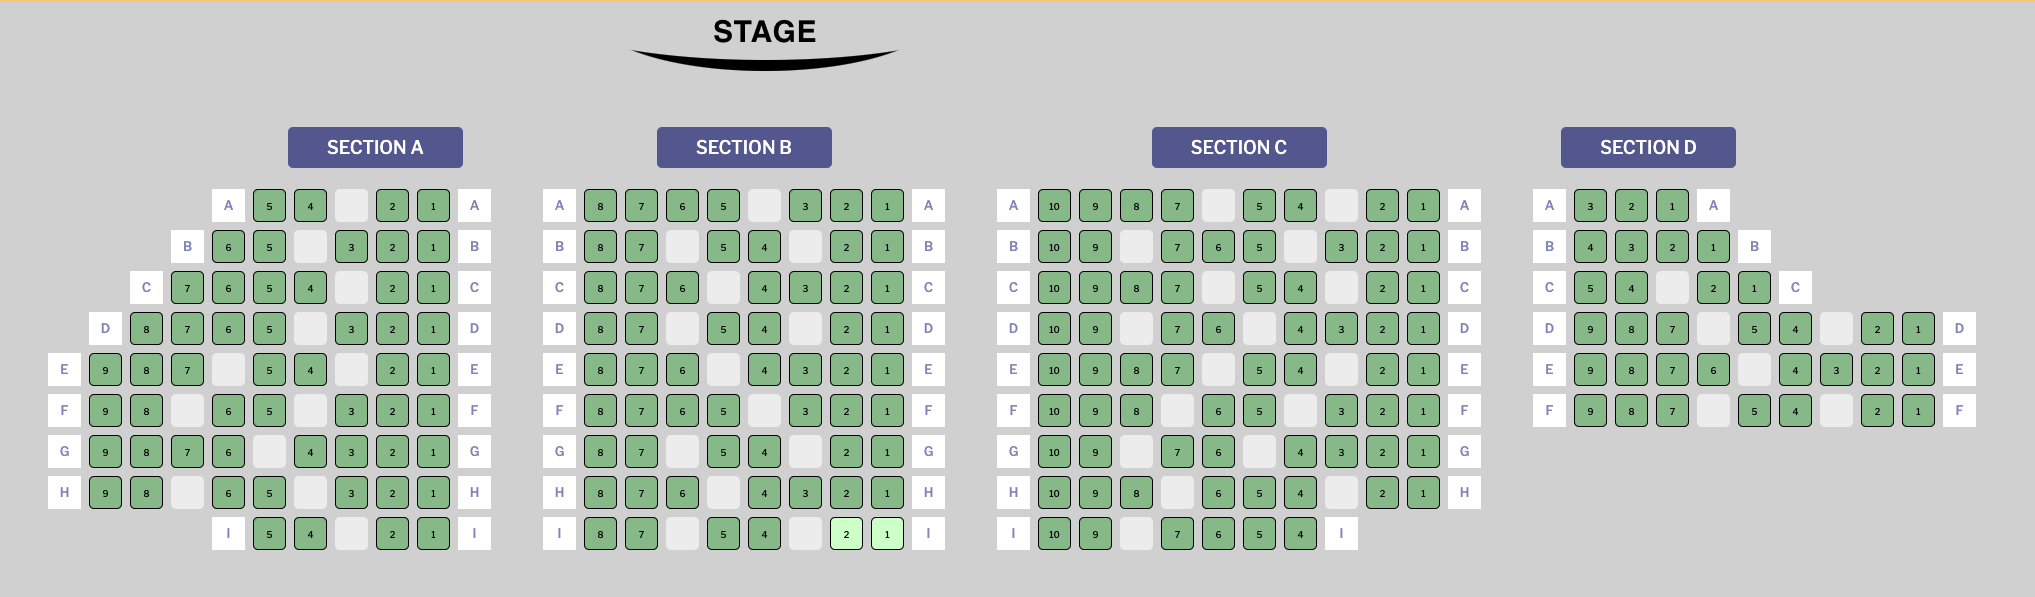 STAGE
SECTION A SECTION B SECTION C SECTION D
A 5 4 2 1 A A 8 7 6 5 3 2 1 A A 10 9 8 7 5 4 2 1 A A 3 2 1 A
B 6 5 3 2 1 B B 8 7 5 4 2 1 B B 10 9 7 6 5 3 2 1 B B 4 3 2 1 B
C 7 6 5 4 2 1 C C 8 7 6 4 3 2 1 C C 10 9 8 7 5 4 2 1 C C 5 4 2 1 C
D 8 7 6 5 3 2 1 D D 8 7 5 4 2 1 D D 10 9 7 6 4 3 2 1 D D 9 8 7 5 4 2 1 D
E 9 8 7 5 4 2 1 E E 8 7 6 4 3 2 1 E E 10 9 8 7 5 4 2 1 E E 9 8 7 6 4 3 2 1 E
F 9 8 6 5 3 2 1 F F 8 7 6 5 3 2 1 F F 10 9 8 6 5 3 2 1 F F 9 8 7 5 4 2 1 F
G 9 8 7 6 4 3 2 1 G G 8 7 5 4 2 1 G G 10 9 7 6 4 3 2 1 G
H 9 8 6 5 3 2 1 H H 8 7 6 4 3 2 1 H H 10 9 8 6 5 4 2 1 H
I 5 4 2 1 I I 8 7 5 4 2 1 I I 10 9 7 6 5 4 I